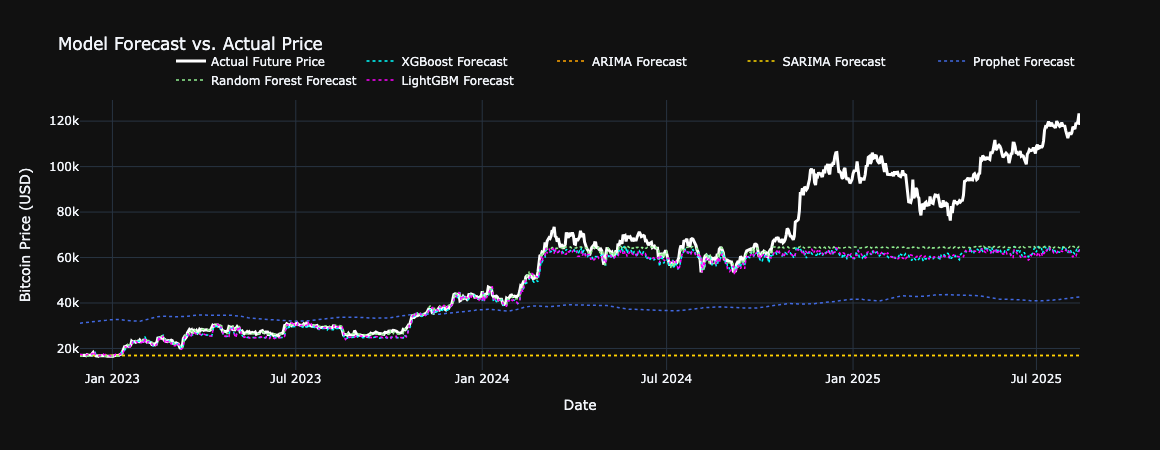 Model Forecast vs. Actual Price
Actual Future Price XGBoost Forecast ARIMA Forecast SARIMA Forecast Prophet Forecast
Random Forest Forecast LightGBM Forecast
120k
100k
80k
60k
40k
20k
Bitcoin Price (USD)
Jan 2023 Jul 2023 Jan 2024 Jul 2024 Jan 2025 Jul 2025
Date